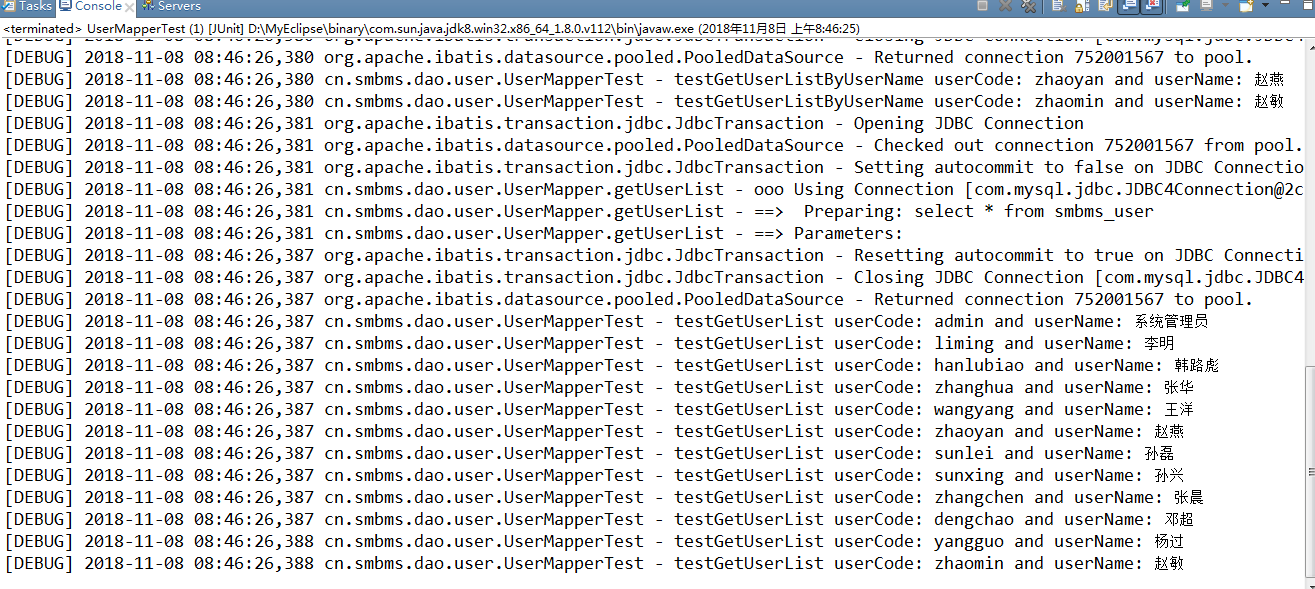 Tasks Console Servers
<terminated> UserMapperTest (1) [JUnit] D:\MyEclipse\binary\com.sun.java.jdk8.win32.x86_64_1.8.0.v112\bin\javaw.exe (2018年11月8日 上午8:46:25)
[DEBUG] 2018-11-08 08:46:26,380 org.apache.ibatis.transaction.jdbc.JdbcTransaction - Closing JDBC Connection [com.mysql.jdbc.JDBC4
[DEBUG] 2018-11-08 08:46:26,380 org.apache.ibatis.datasource.pooled.PooledDataSource - Returned connection 752001567 to pool.
[DEBUG] 2018-11-08 08:46:26,380 cn.smbms.dao.user.UserMapperTest - testGetUserListByUserName userCode: zhaoyan and userName: 赵燕
[DEBUG] 2018-11-08 08:46:26,380 cn.smbms.dao.user.UserMapperTest - testGetUserListByUserName userCode: zhaomin and userName: 赵敏
[DEBUG] 2018-11-08 08:46:26,381 org.apache.ibatis.transaction.jdbc.JdbcTransaction - Opening JDBC Connection
[DEBUG] 2018-11-08 08:46:26,381 org.apache.ibatis.datasource.pooled.PooledDataSource - Checked out connection 752001567 from pool.
[DEBUG] 2018-11-08 08:46:26,381 org.apache.ibatis.transaction.jdbc.JdbcTransaction - Setting autocommit to false on JDBC Connectio
[DEBUG] 2018-11-08 08:46:26,381 cn.smbms.dao.user.UserMapper.getUserList - ooo Using Connection [com.mysql.jdbc.JDBC4Connection@2c
[DEBUG] 2018-11-08 08:46:26,381 cn.smbms.dao.user.UserMapper.getUserList - ==>  Preparing: select * from smbms_user
[DEBUG] 2018-11-08 08:46:26,381 cn.smbms.dao.user.UserMapper.getUserList - ==> Parameters:
[DEBUG] 2018-11-08 08:46:26,387 org.apache.ibatis.transaction.jdbc.JdbcTransaction - Resetting autocommit to true on JDBC Connecti
[DEBUG] 2018-11-08 08:46:26,387 org.apache.ibatis.transaction.jdbc.JdbcTransaction - Closing JDBC Connection [com.mysql.jdbc.JDBC4
[DEBUG] 2018-11-08 08:46:26,387 org.apache.ibatis.datasource.pooled.PooledDataSource - Returned connection 752001567 to pool.
[DEBUG] 2018-11-08 08:46:26,387 cn.smbms.dao.user.UserMapperTest - testGetUserList userCode: admin and userName: 系统管理员
[DEBUG] 2018-11-08 08:46:26,387 cn.smbms.dao.user.UserMapperTest - testGetUserList userCode: liming and userName: 李明
[DEBUG] 2018-11-08 08:46:26,387 cn.smbms.dao.user.UserMapperTest - testGetUserList userCode: hanlubiao and userName: 韩路彪
[DEBUG] 2018-11-08 08:46:26,387 cn.smbms.dao.user.UserMapperTest - testGetUserList userCode: zhanghua and userName: 张华
[DEBUG] 2018-11-08 08:46:26,387 cn.smbms.dao.user.UserMapperTest - testGetUserList userCode: wangyang and userName: 王洋
[DEBUG] 2018-11-08 08:46:26,387 cn.smbms.dao.user.UserMapperTest - testGetUserList userCode: zhaoyan and userName: 赵燕
[DEBUG] 2018-11-08 08:46:26,387 cn.smbms.dao.user.UserMapperTest - testGetUserList userCode: sunlei and userName: 孙磊
[DEBUG] 2018-11-08 08:46:26,387 cn.smbms.dao.user.UserMapperTest - testGetUserList userCode: sunxing and userName: 孙兴
[DEBUG] 2018-11-08 08:46:26,387 cn.smbms.dao.user.UserMapperTest - testGetUserList userCode: zhangchen and userName: 张晨
[DEBUG] 2018-11-08 08:46:26,387 cn.smbms.dao.user.UserMapperTest - testGetUserList userCode: dengchao and userName: 邓超
[DEBUG] 2018-11-08 08:46:26,388 cn.smbms.dao.user.UserMapperTest - testGetUserList userCode: yangguo and userName: 杨过
[DEBUG] 2018-11-08 08:46:26,388 cn.smbms.dao.user.UserMapperTest - testGetUserList userCode: zhaomin and userName: 赵敏